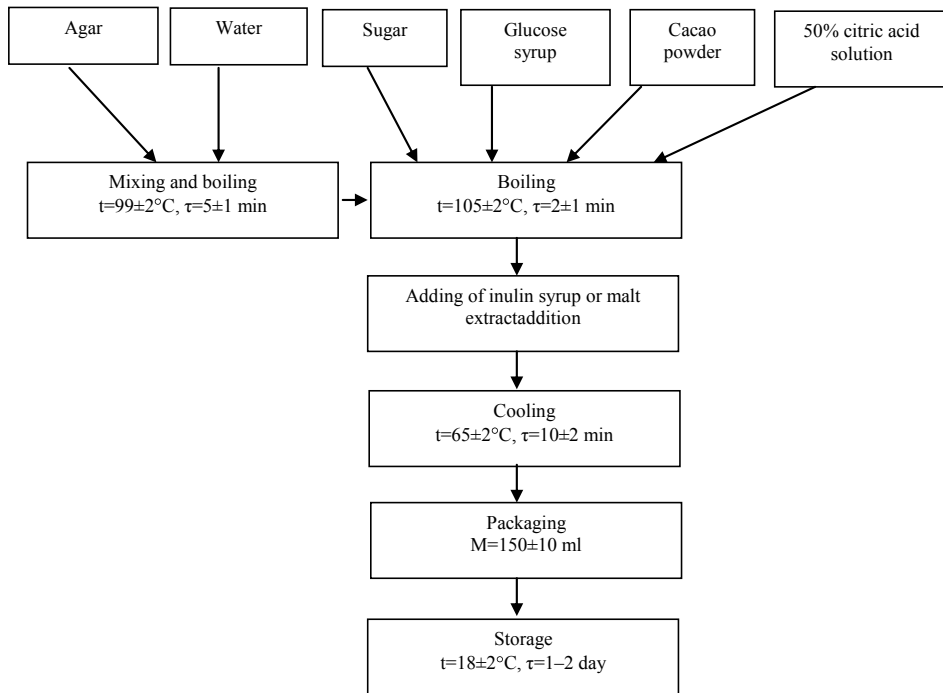 Agar
Water
Sugar
Glucose
syrup
Cacao
powder
50% citric acid
solution
Mixing and boiling
t=99±2°C, τ=5±1 min
Boiling
t=105±2°C, τ=2±1 min
Adding of inulin syrup or malt
extractaddition
Cooling
t=65±2°C, τ=10±2 min
Packaging
M=150±10 ml
Storage
t=18±2°C, τ=1–2 day